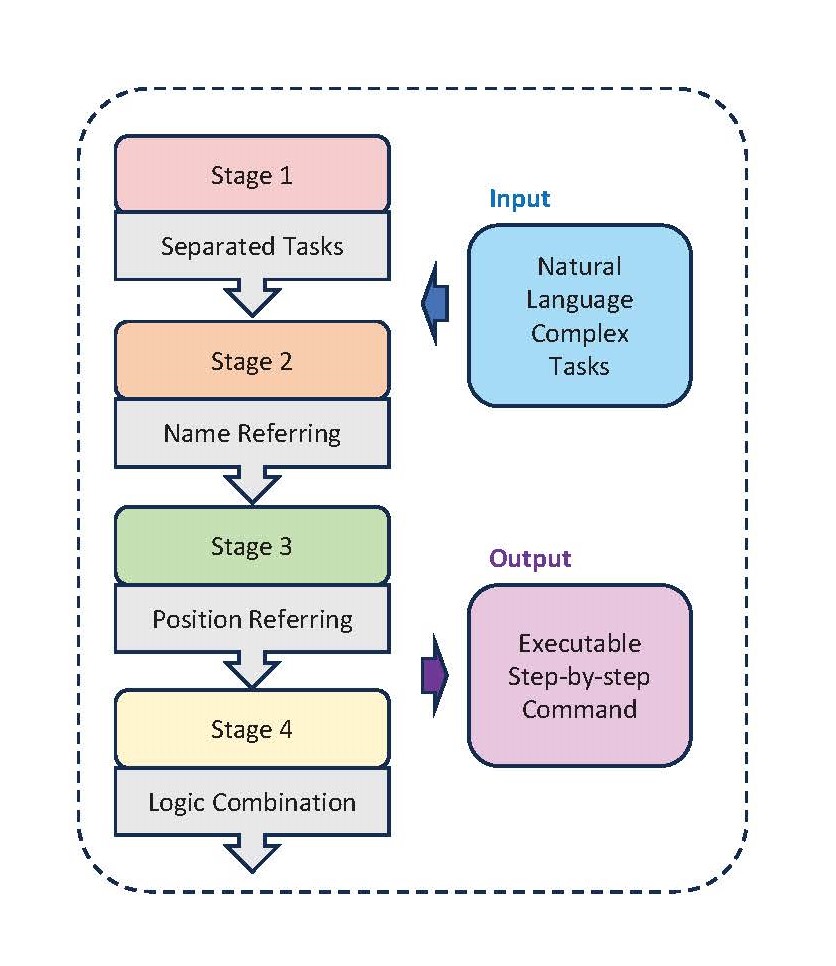 Stage 1
Separated Tasks
Stage 2
Name Referring
Stage 3
Position Referring
Stage 4
Logic Combination
Input
Natural
Language
Complex
Tasks
Output
Executable
Step-by-step
Command